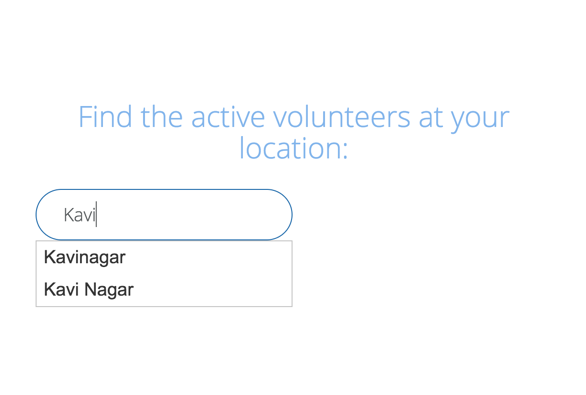 Find the active volunteers at your
location:
Kavi
Kavinagar
Kavi Nagar